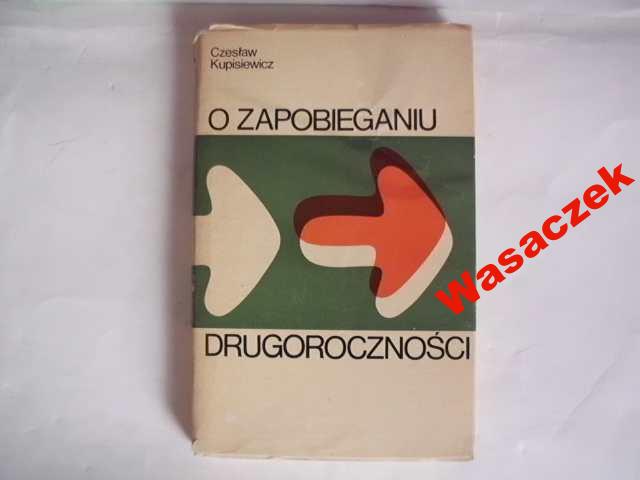 Czesław
Kupisiewicz
O ZAPOBIEGANIU
Wasaczek
DRUGOROCZNOŚCI